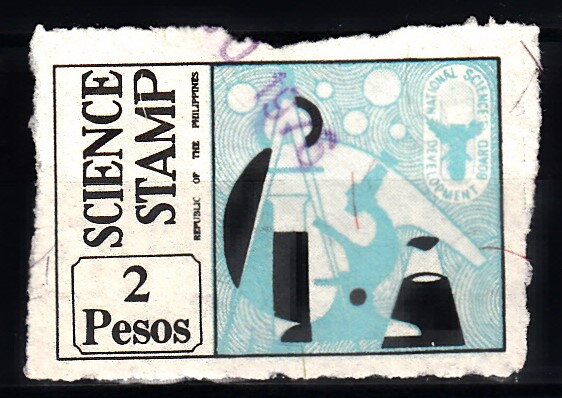 SCIENCE
STAMP
REPUBLIC OF THE PHILIPPINES
2
Pesos
NATIONAL SCIENCE
DEVELOPMENT BOARD